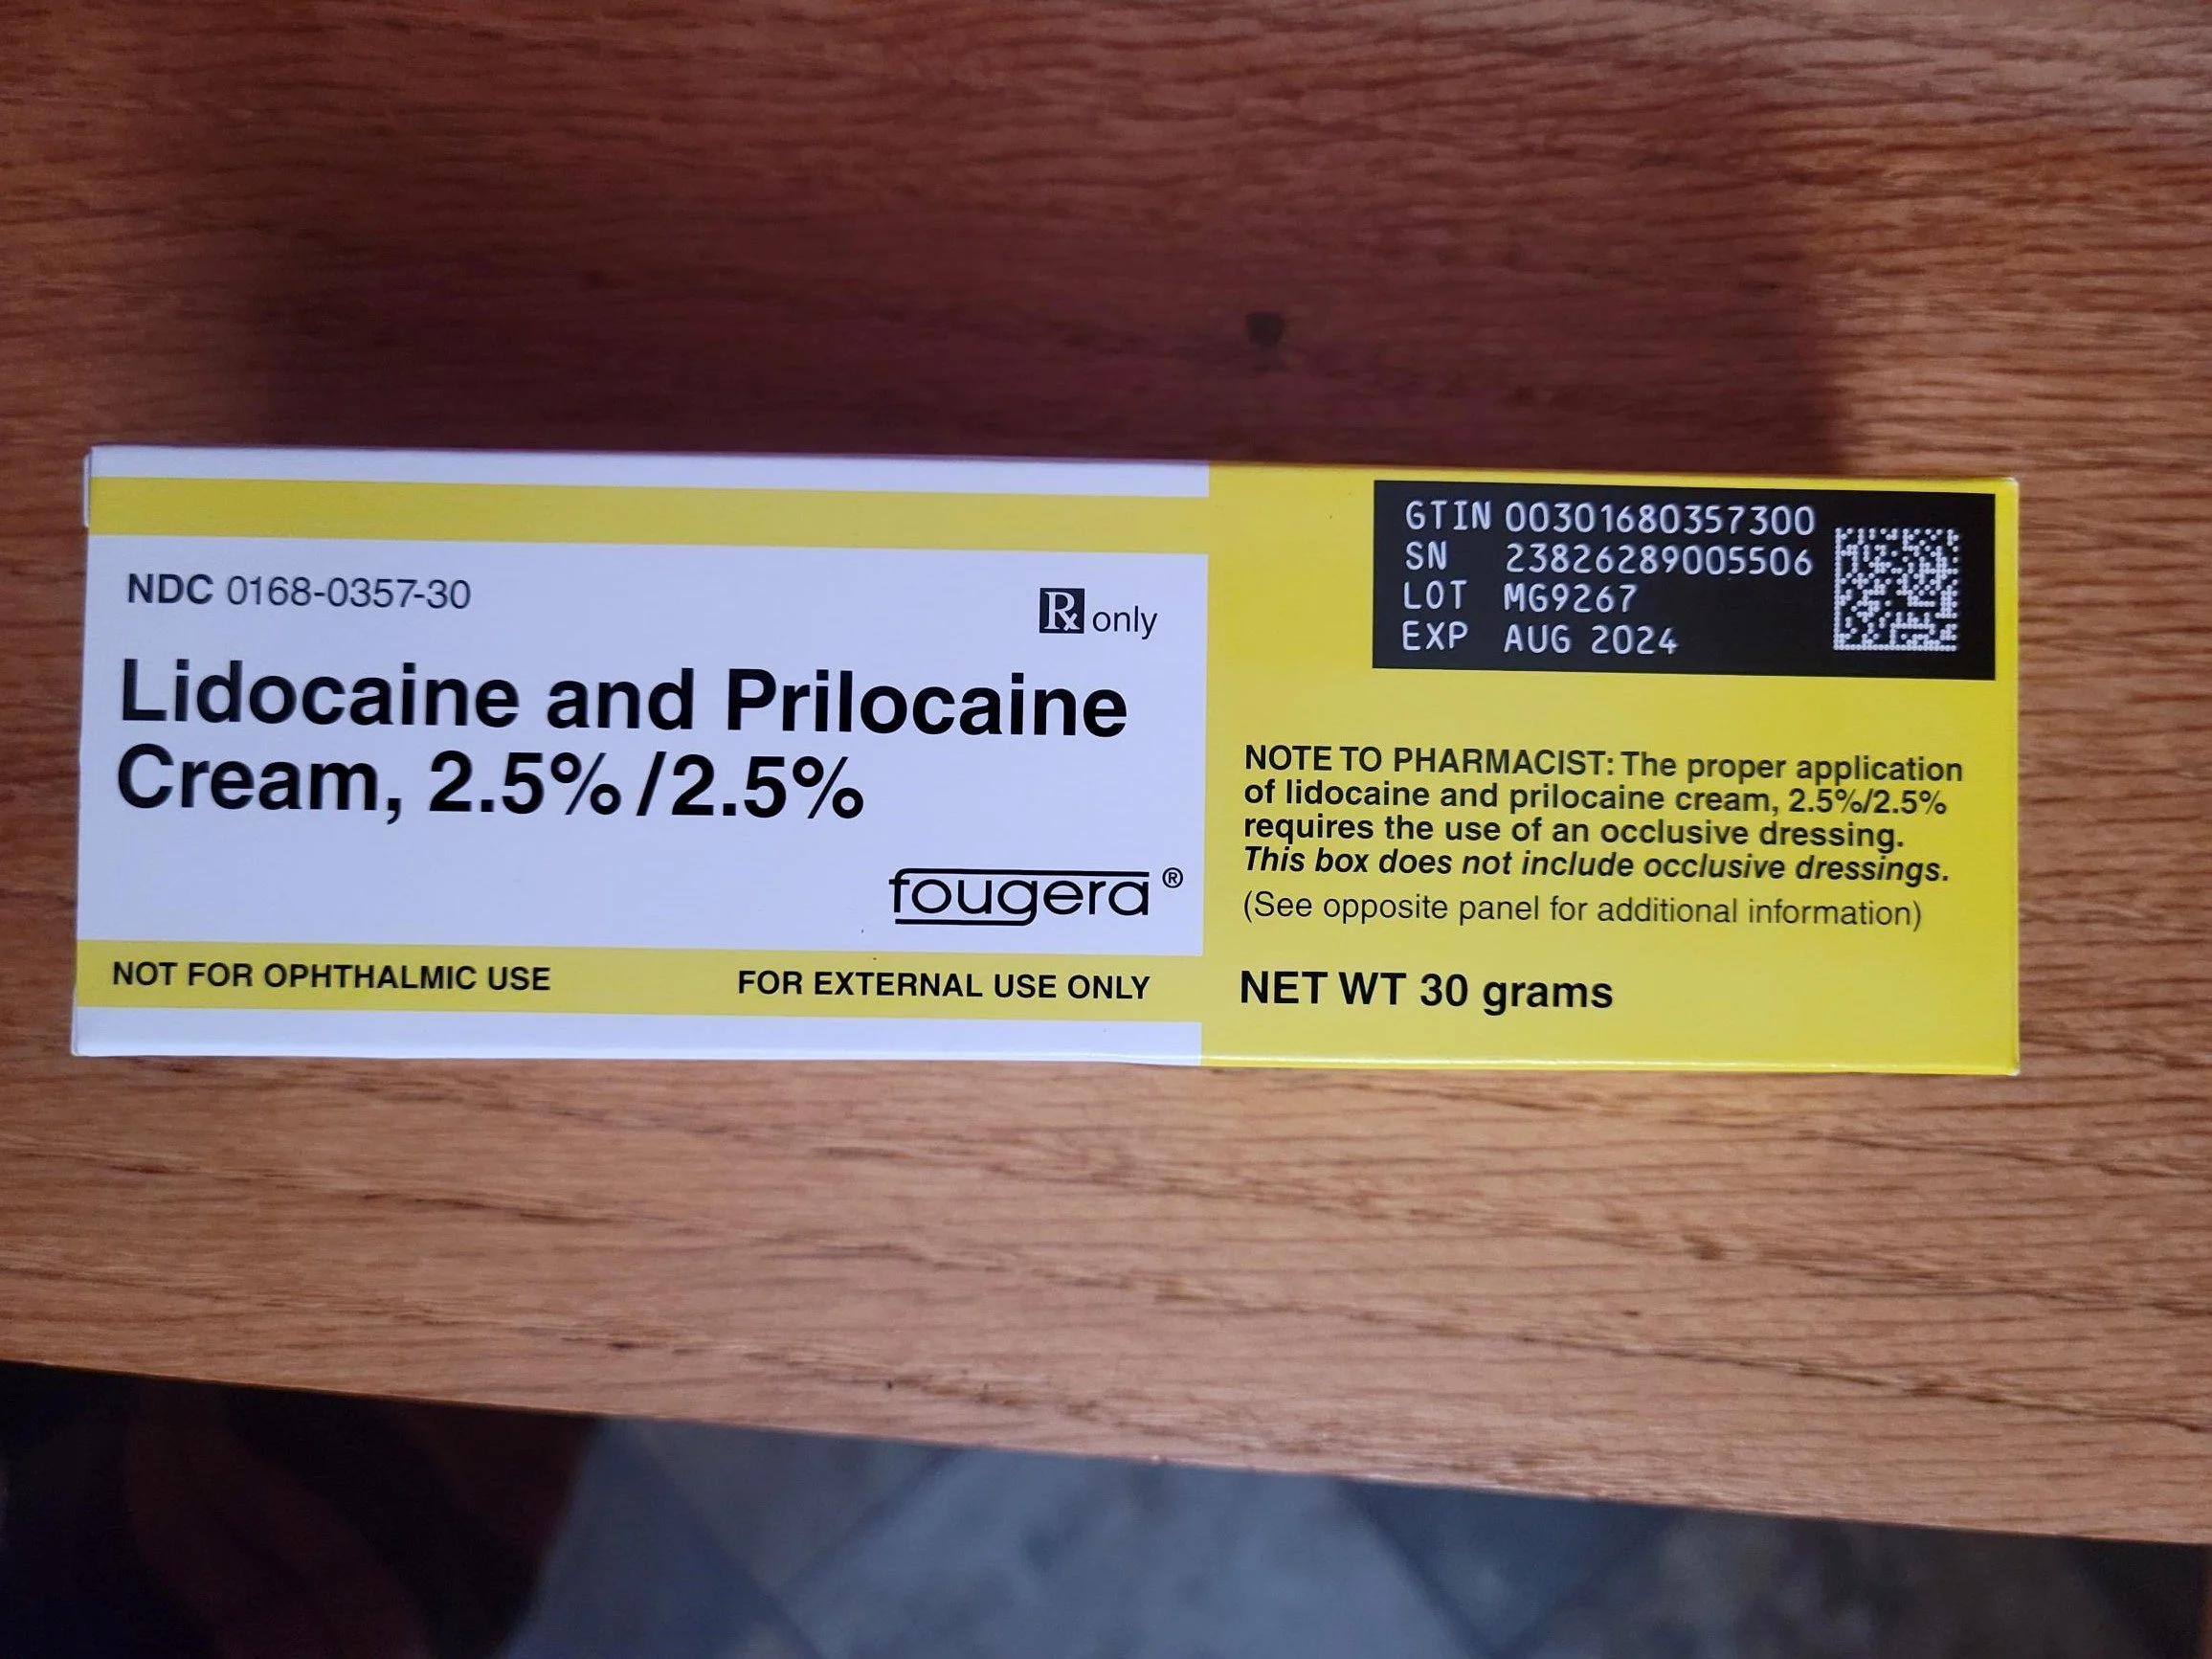 NDC 0168-0357-30
Rx only
Lidocaine and Prilocaine
Cream, 2.5%/2.5%
fougera®
NOT FOR OPHTHALMIC USE
FOR EXTERNAL USE ONLY
GTIN 00301680357300
SN 23826289005506
LOT MG9267
EXP AUG 2024
NOTE TO PHARMACIST: The proper application
of lidocaine and prilocaine cream, 2.5%/2.5%
requires the use of an occlusive dressing.
This box does not include occlusive dressings.
(See opposite panel for additional information)
NET WT 30 grams